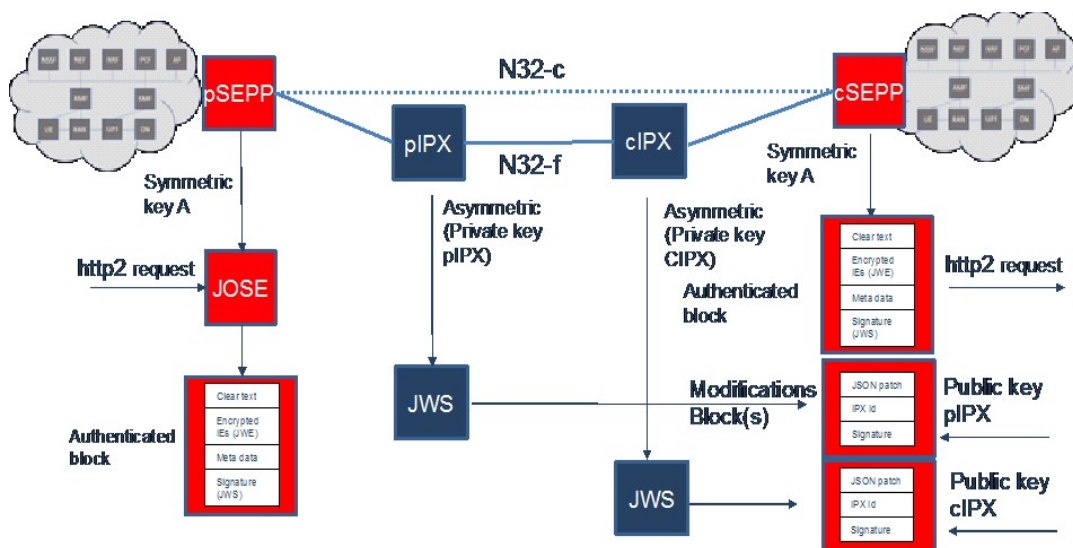 NSSF NEF NRF PCF AF
AMF SMF
UE RAN UPF DN
pSEPP
N32-c
cSEPP
NSSF NEF NRF PCF AF
AMF SMF
UE RAN UPF DN
pIPX
cIPX
N32-f
Symmetric
key A
Symmetric
key A
Asymmetric
(Private key
pIPX)
Asymmetric
(Private key
CIPX)
http2 request
JOSE
Clear text
Encrypted
IEs (JWE)
Meta data
Signature
(JWS)
http2 request
Authenticated
block
Clear text
Encrypted
IEs (JWE)
Meta data
Signature
(JWS)
Authenticated
block
JWS
Modifications
Block(s)
JSON patch
IPX Id
Signature
Public key
pIPX
JWS
JSON patch
IPX Id
Signature
Public key
cIPX